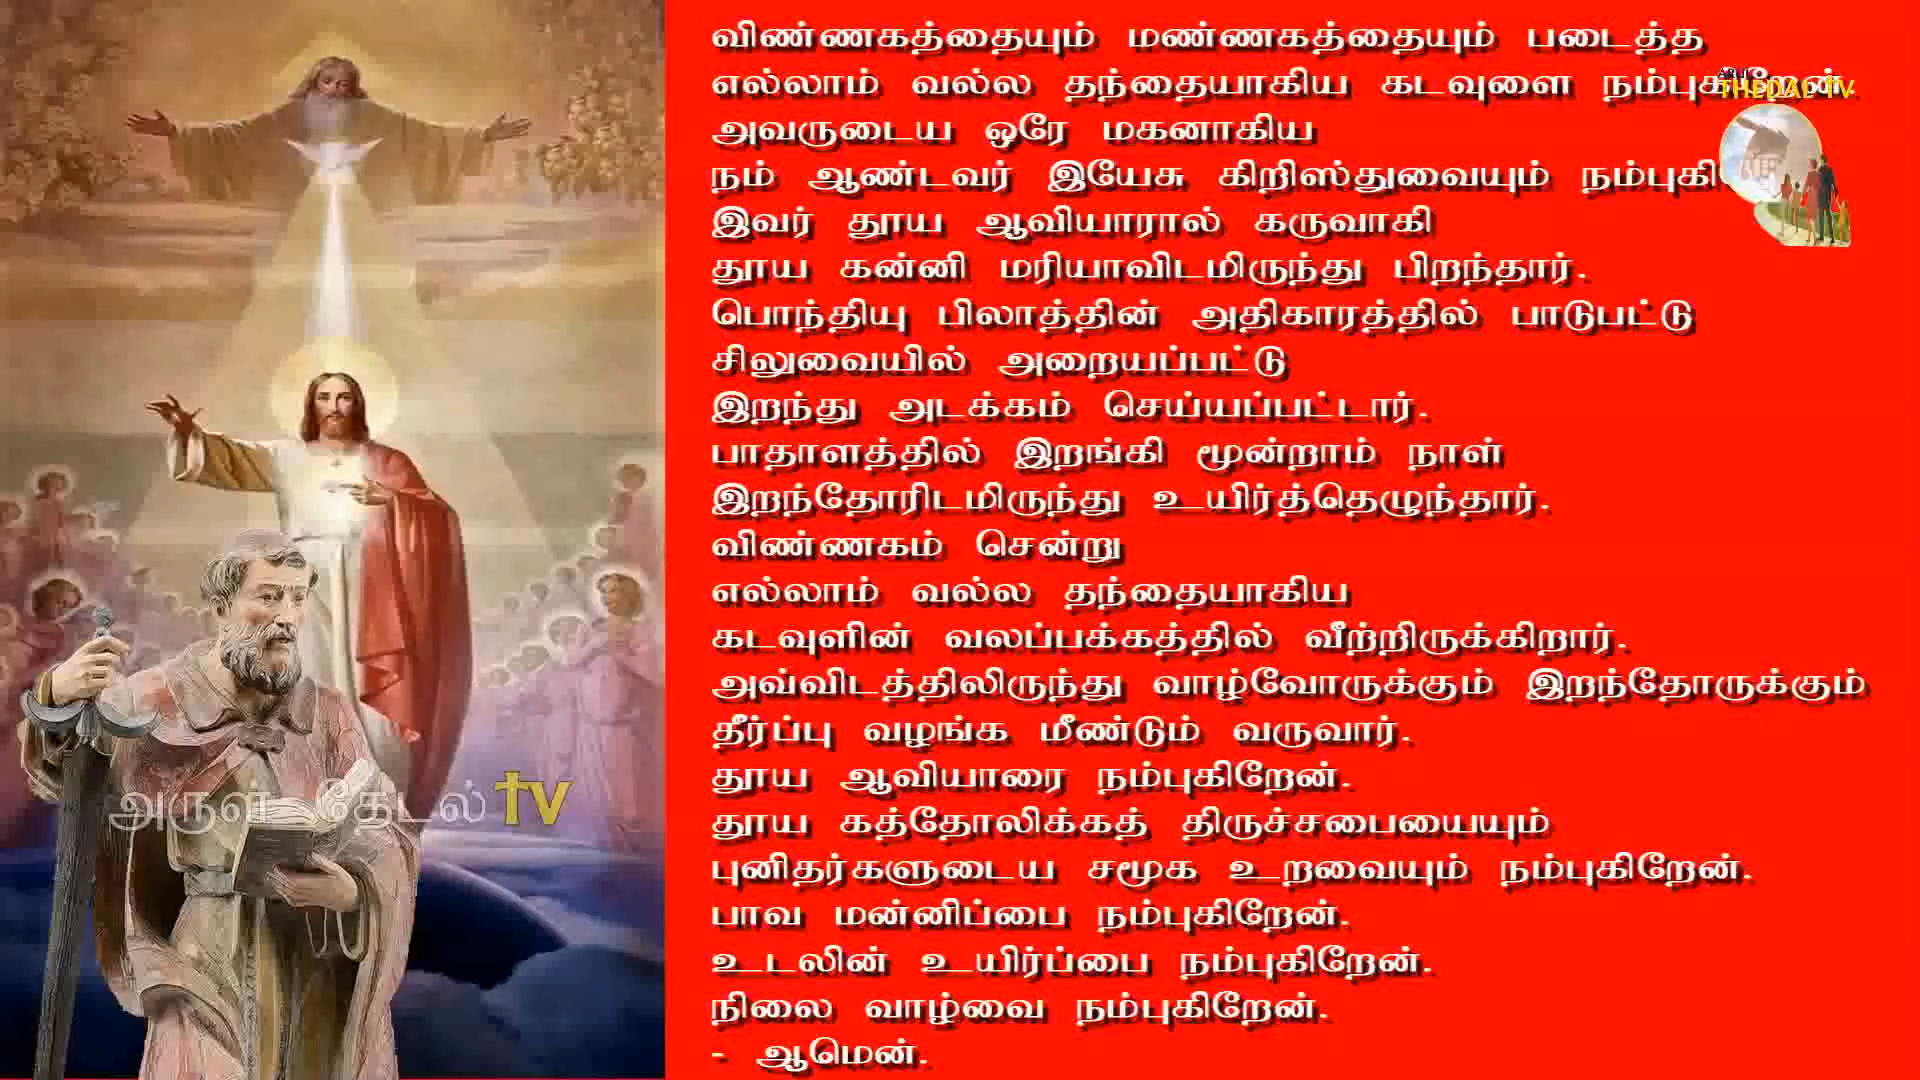 விண்ணகத்தையும் மண்ணகத்தையும் படைத்த
எல்லாம் வல்ல தந்தையாகிய கடவுளை நம்புகிறேன்.
அவருடைய ஒரே மகனாகிய
நம் ஆண்டவர் இயேசு கிறிஸ்துவையும்
இவர் தூய ஆவியாரால் கருவாகி
தூய கன்னி மரியாவிடமிருந்து பிறந்தார்.
பொந்தியு பிலாத்தின் அதிகாரத்தில் பாடுபட்டு
சிலுவையில் அறையப்பட்டு
இறந்து அடக்கம் செய்யப்பட்டார்.
பாதாளத்தில் இறங்கி மூன்றாம் நாள்
இறந்தோரிடமிருந்து உயிர்த்தெழுந்தார்.
விண்ணகம் சென்று
எல்லாம் வல்ல தந்தையாகிய
கடவுளின் வலப்பக்கத்தில் வீற்றிருக்கிறார்.
அவ்விடத்திலிருந்து வாழ்வோருக்கும் இறந்தோருக்கும்
தீர்ப்பு வழங்க மீண்டும் வருவார்.
தூய ஆவியாரை நம்புகிறேன்.
தூய கத்தோலிக்கத் திருச்சபையையும்
புனிதர்களுடைய சமூக உறவையும் நம்புகிறேன்.
பாவ மன்னிப்பை நம்புகிறேன்.
உடலின் உயிர்ப்பை நம்புகிறேன்.
நிலை வாழ்வை நம்புகிறேன்.
- ஆமென்.
THEDAL TV
தேடல் TV